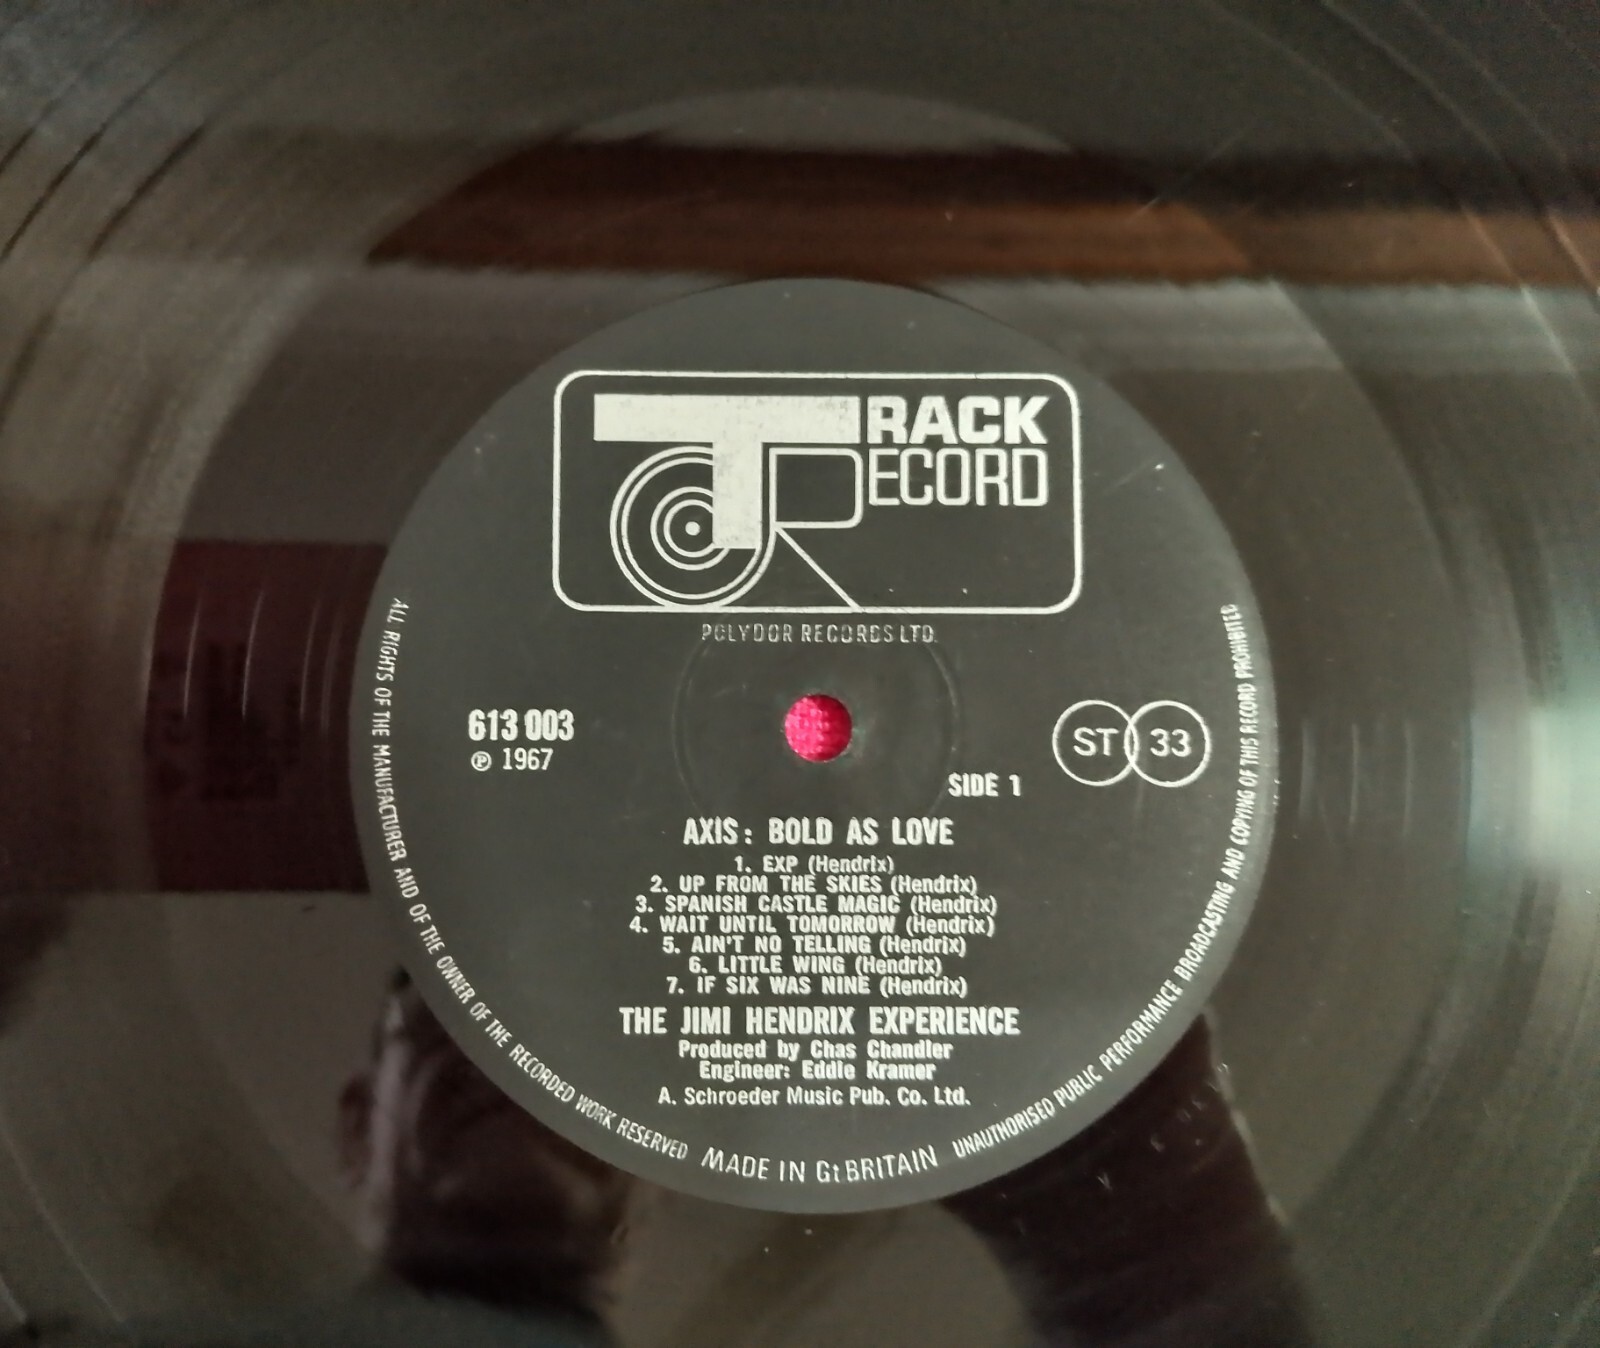 TRACK
RECORD
POLYDOR RECORDS LTD.
613 003
℗ 1967
ST 33
SIDE 1
AXIS: BOLD AS LOVE
1. EXP (Hendrix)
2. UP FROM THE SKIES (Hendrix)
3. SPANISH CASTLE MAGIC (Hendrix)
4. WAIT UNTIL TOMORROW (Hendrix)
5. AIN'T NO TELLING (Hendrix)
6. LITTLE WING (Hendrix)
7. IF SIX WAS NINE (Hendrix)
THE JIMI HENDRIX EXPERIENCE
Produced by Chas Chandler
Engineer: Eddie Kramer
A. Schroeder Music Pub. Co. Ltd.
ALL RIGHTS OF THE MANUFACTURER AND OF THE OWNER OF THE RECORDED WORK RESERVED
MADE IN Gt BRITAIN
UNAUTHORISED PUBLIC PERFORMANCE BROADCASTING AND COPYING OF THIS RECORD PROHIBITED